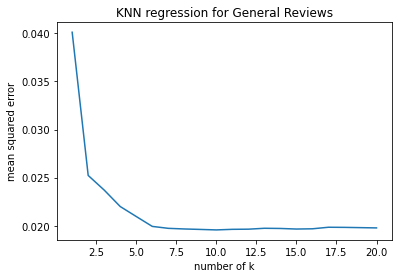 KNN regression for General Reviews
mean squared error
0.040
0.035
0.030
0.025
0.020
2.5 5.0 7.5 10.0 12.5 15.0 17.5 20.0
number of k